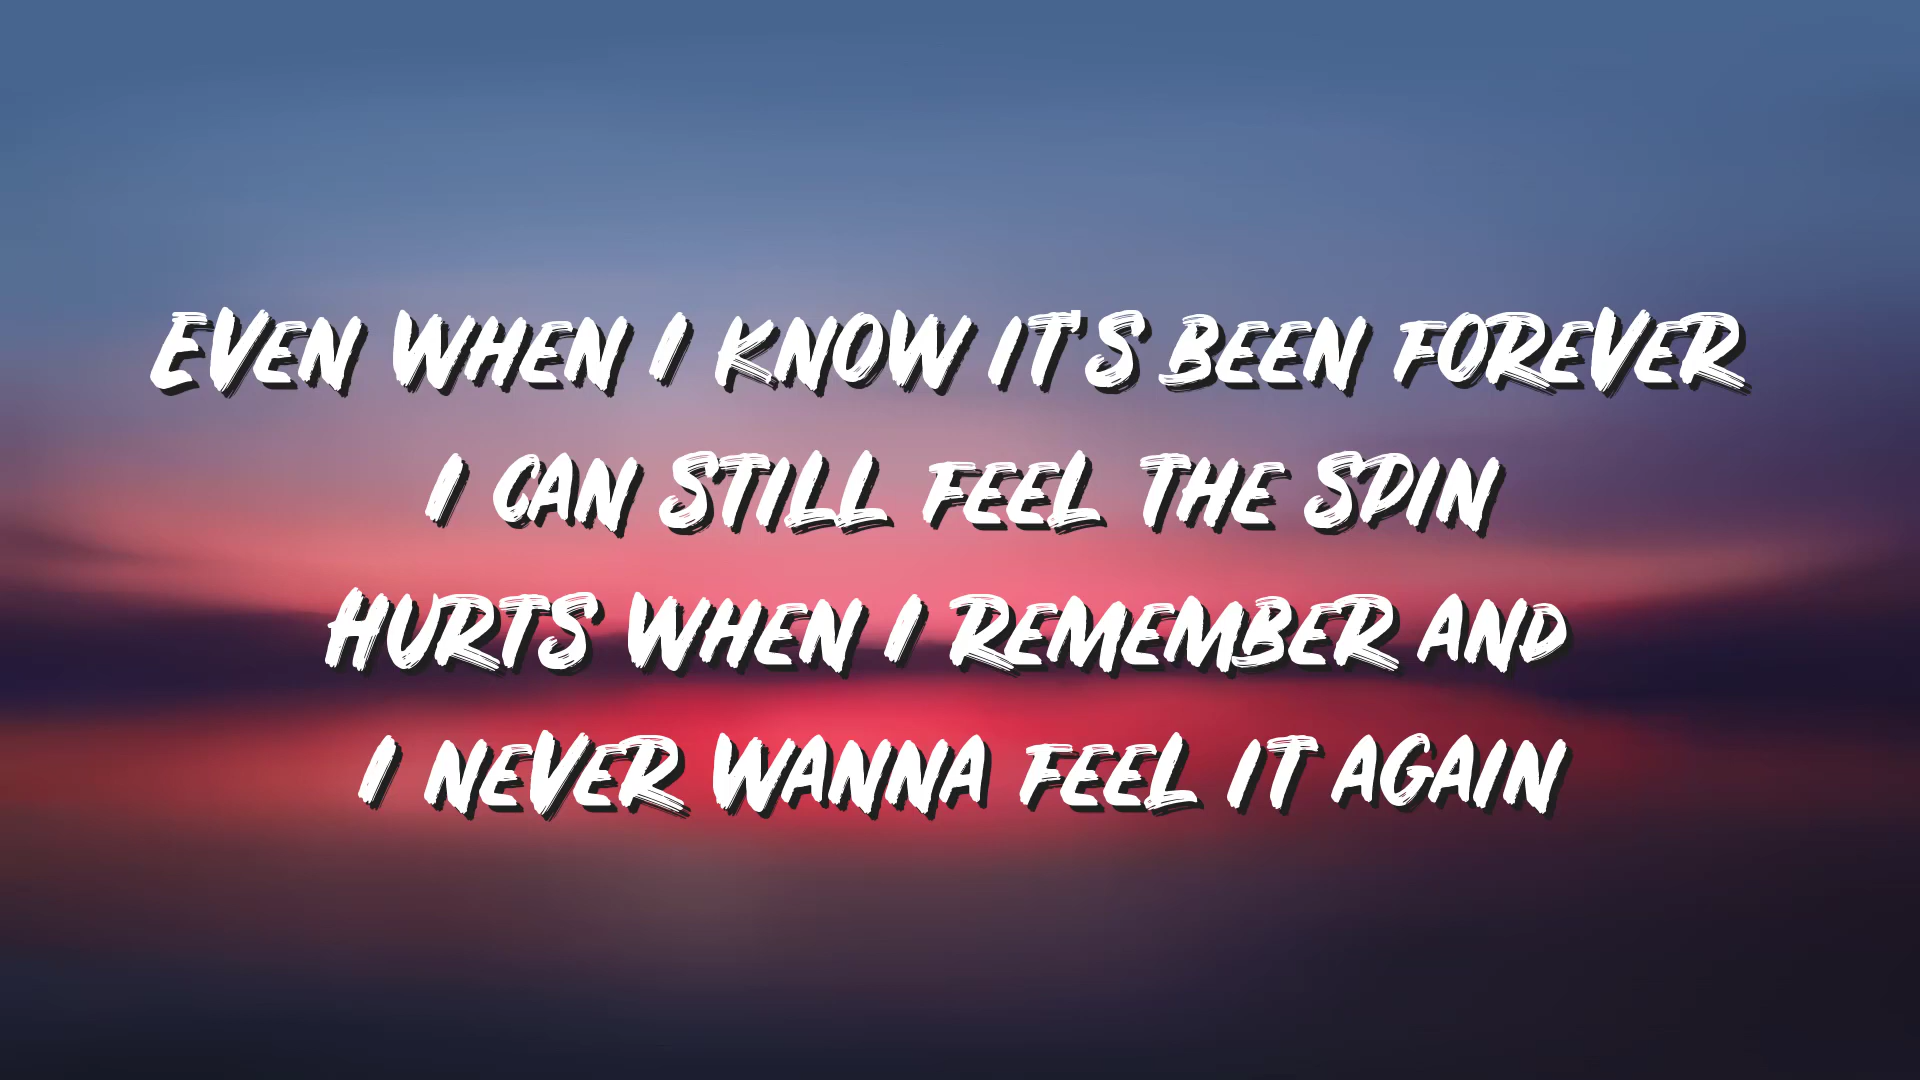 EVEN WHEN I KNOW IT'S BEEN FOREVER
I CAN STILL FEEL THE SPIN
HURTS WHEN I REMEMBER AND
I NEVER WANNA FEEL IT AGAIN